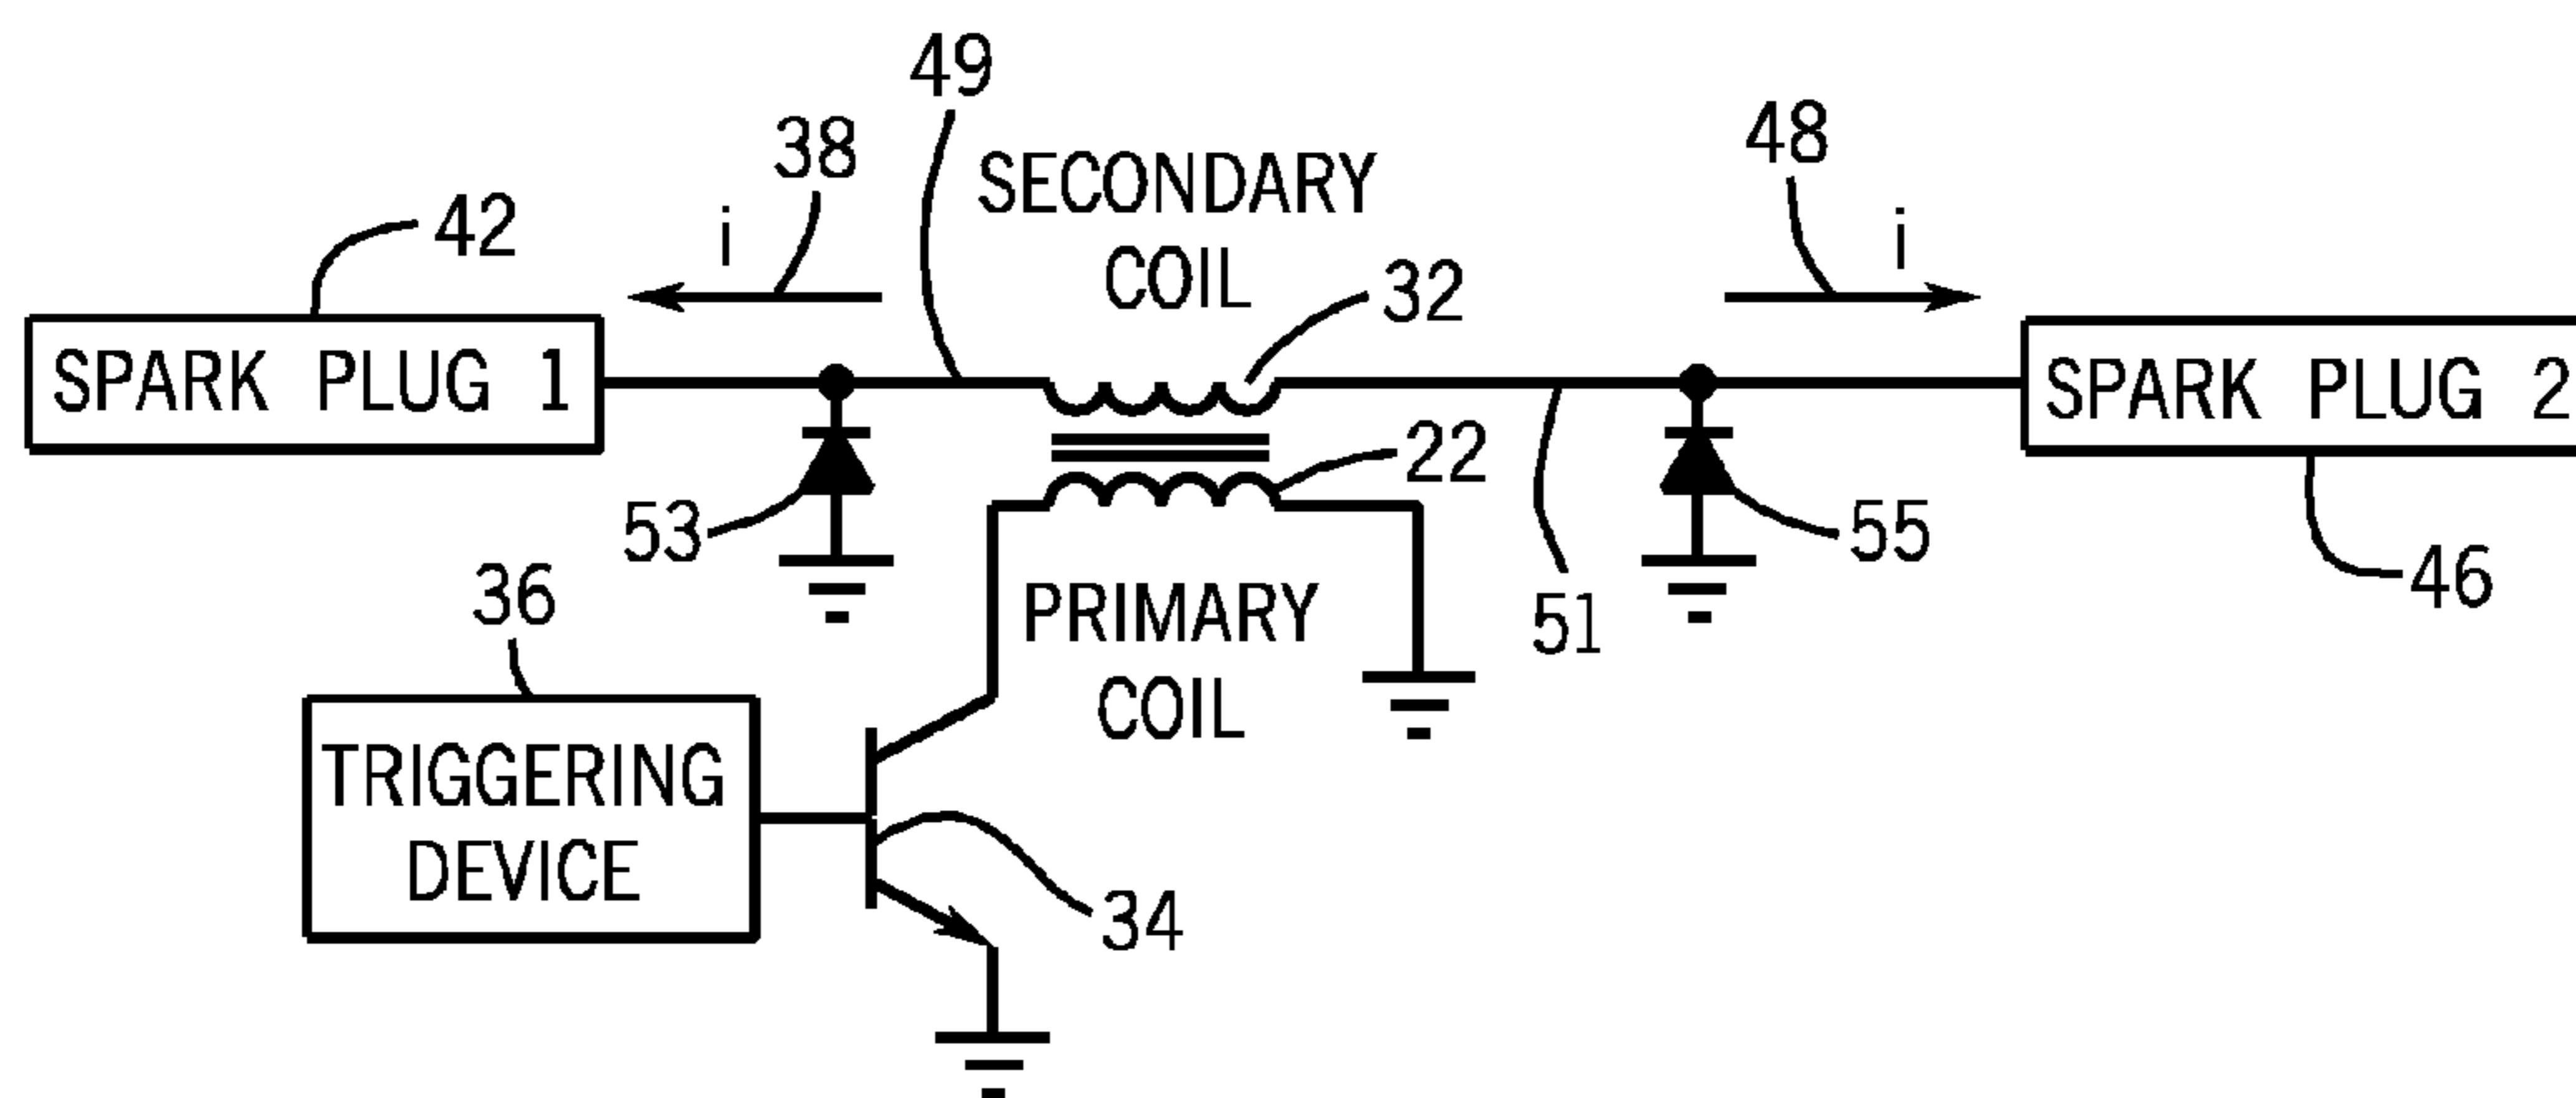 49
38
48
SECONDARY
COIL
42
i
i
32
SPARK PLUG 1
SPARK PLUG 2
22
53
55
36
PRIMARY
COIL
51
46
TRIGGERING
DEVICE
34